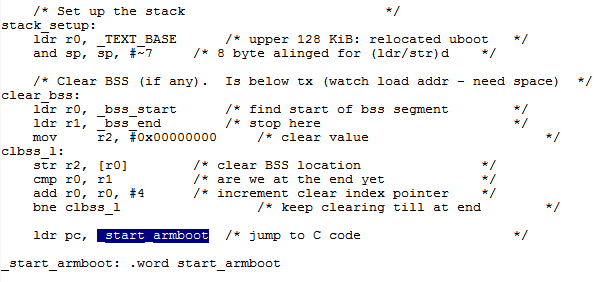 /* Set up the stack */
stack_setup:
ldr r0, _TEXT_BASE /* upper 128 KiB: relocated uboot */
and sp, sp, #~7 /* 8 byte alinged for (ldr/str)d */
/* Clear BSS (if any). Is below tx (watch load addr - need space) */
clear_bss:
ldr r0, _bss_start /* find start of bss segment */
ldr r1, _bss_end /* stop here */
mov r2, #0x00000000 /* clear value */
clbss_l:
str r2, [r0] /* clear BSS location */
cmp r0, r1 /* are we at the end yet */
add r0, r0, #4 /* increment clear index pointer */
bne clbss_l /* keep clearing till at end */
ldr pc, _start_armboot /* jump to C code */
_start_armboot: .word start_armboot